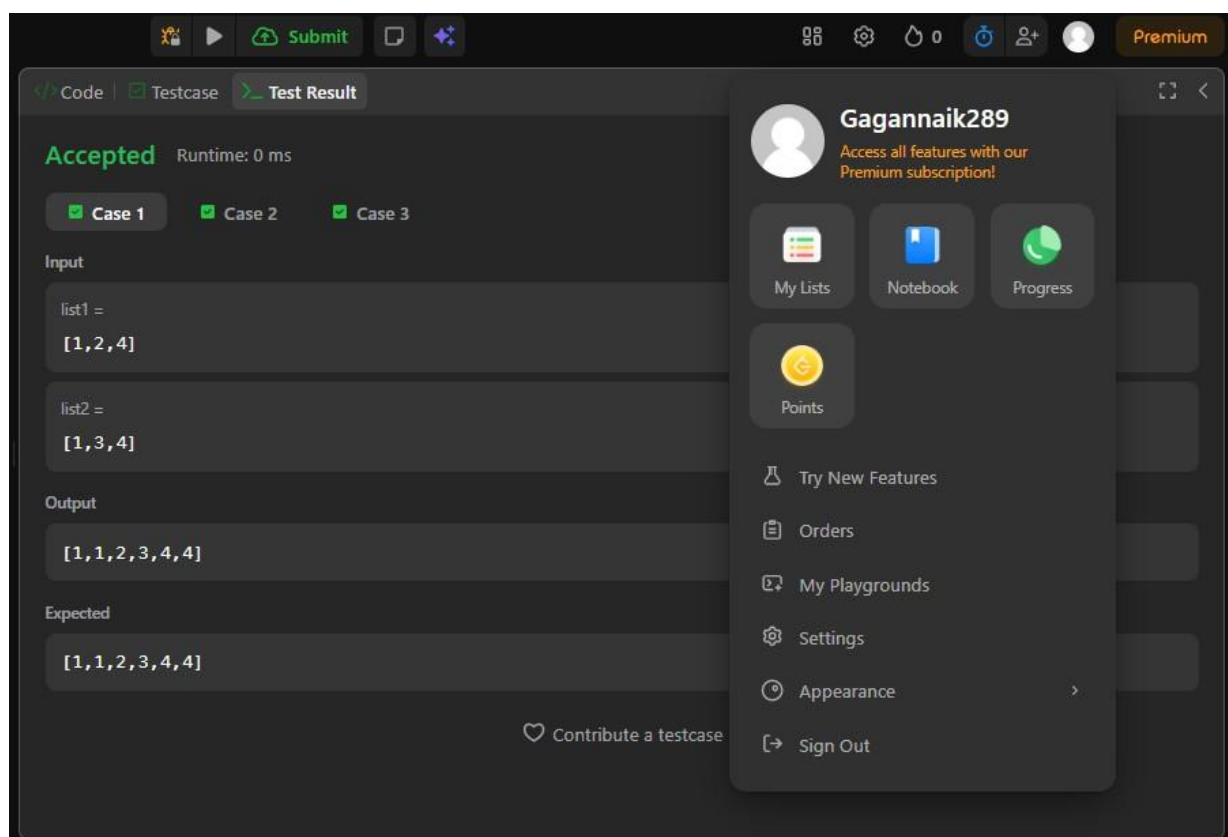 Submit
0
Premium
</>Code | Testcase >_ Test Result
Accepted Runtime: 0 ms
Case 1 Case 2 Case 3
Input
list1 =
[1,2,4]
list2 =
[1,3,4]
Output
[1,1,2,3,4,4]
Expected
[1,1,2,3,4,4]
Contribute a testcase
Gagannaik289
Access all features with our
Premium subscription!
My Lists Notebook Progress
Points
Try New Features
Orders
My Playgrounds
Settings
Appearance
Sign Out